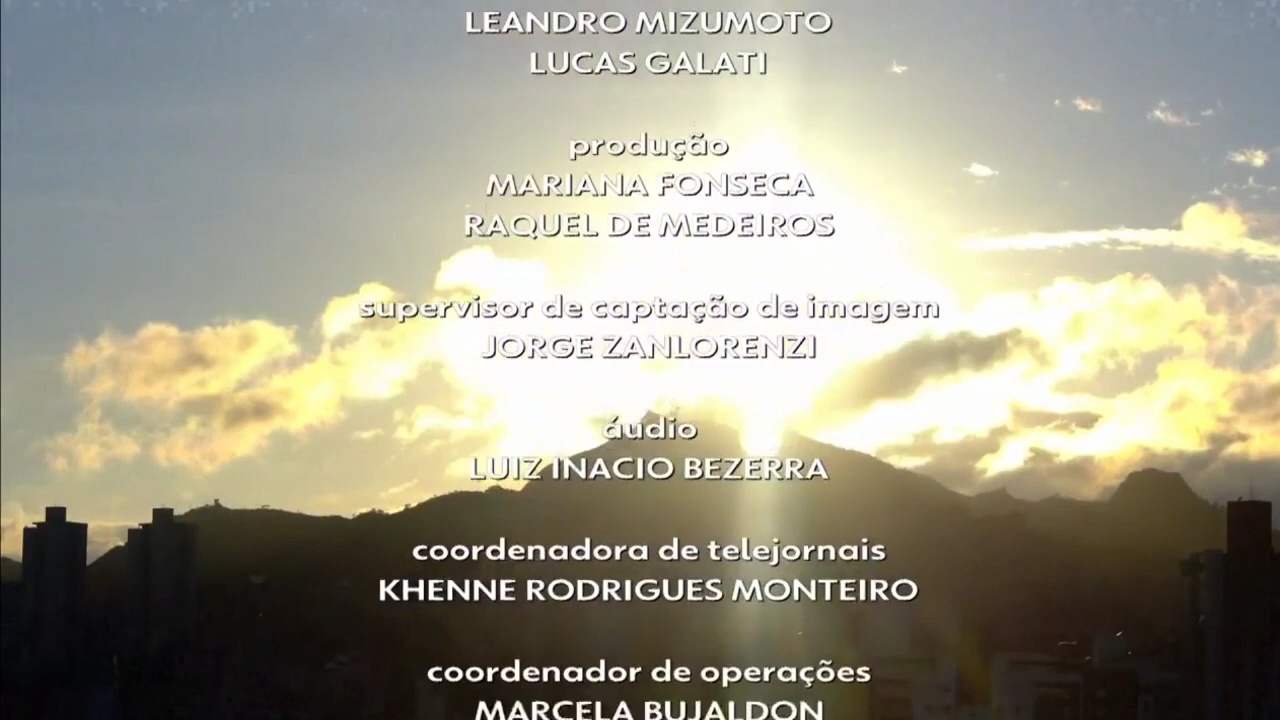 LEANDRO MIZUMOTO
LUCAS GALATI
produção
MARIANA FONSECA
RAQUEL DE MEDEIROS
supervisor de captação de imagem
JORGE ZANLORENZI
áudio
LUIZ INACIO BEZERRA
coordenadora de telejornais
KHENNE RODRIGUES MONTEIRO
coordenador de operações
MARCELA BUJALDON